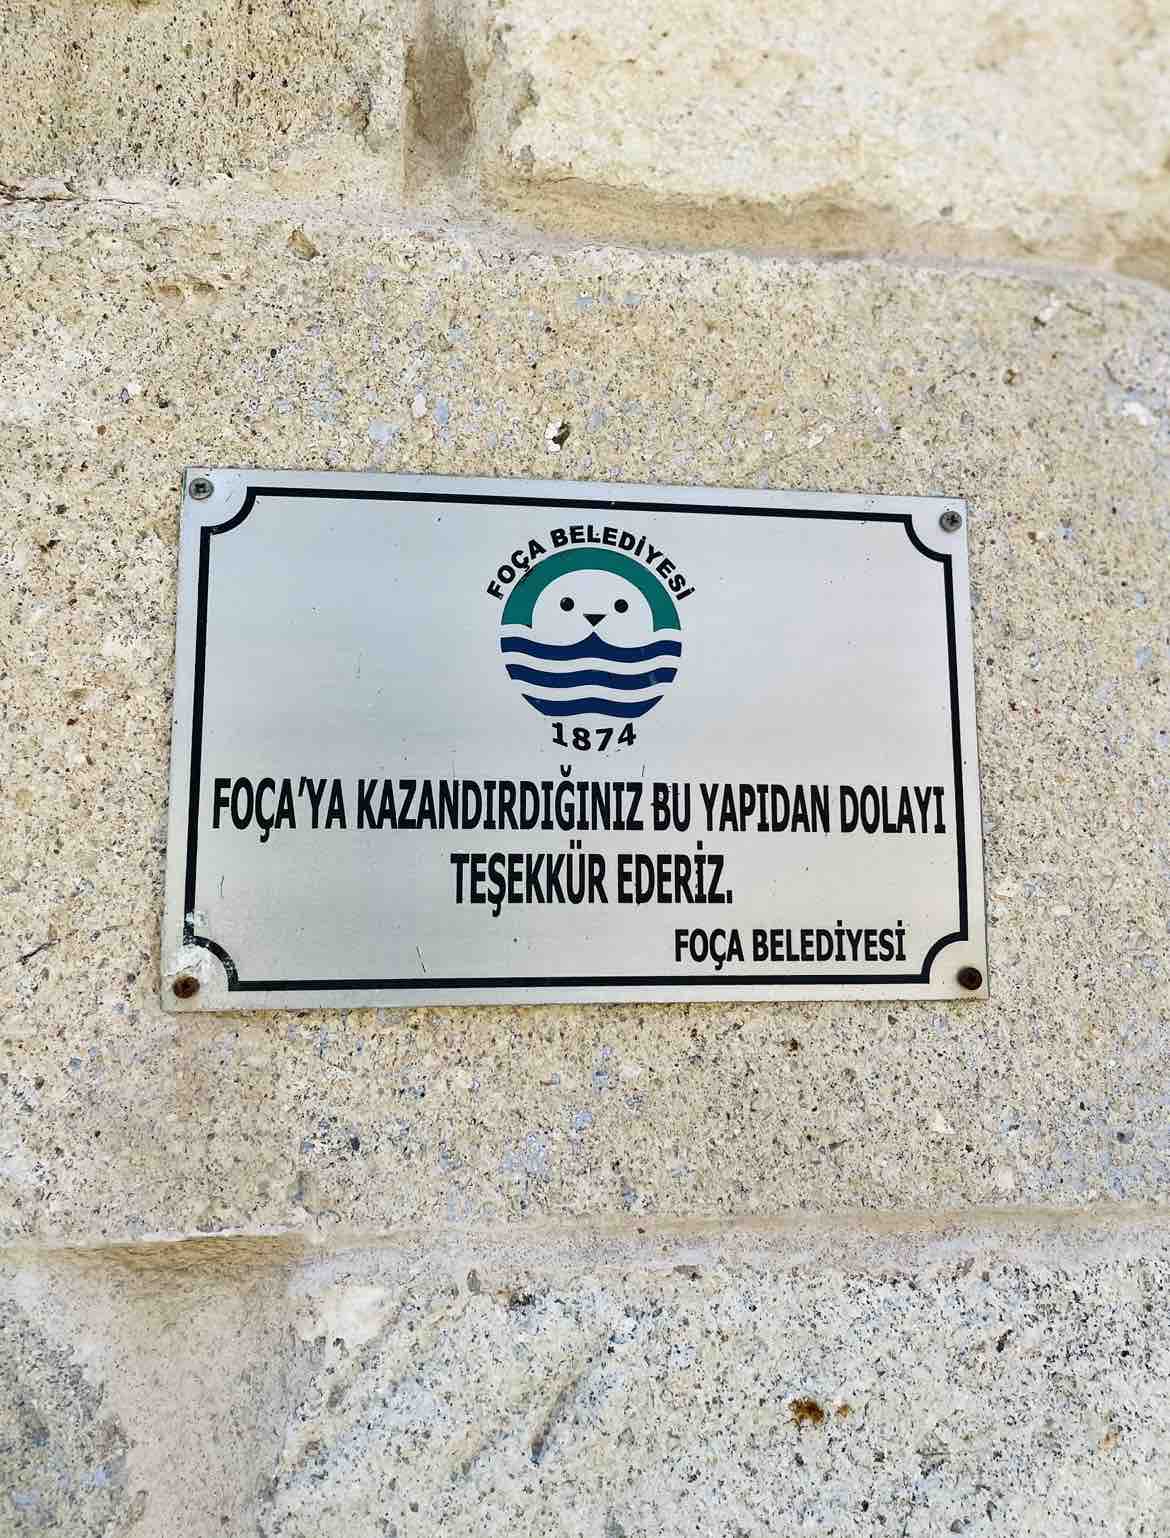 FOÇA BELEDİYESİ
1874
FOÇA'YA KAZANDIRDIĞINIZ BU YAPIDAN DOLAYI
TEŞEKKÜR EDERİZ.
FOÇA BELEDİYESİ